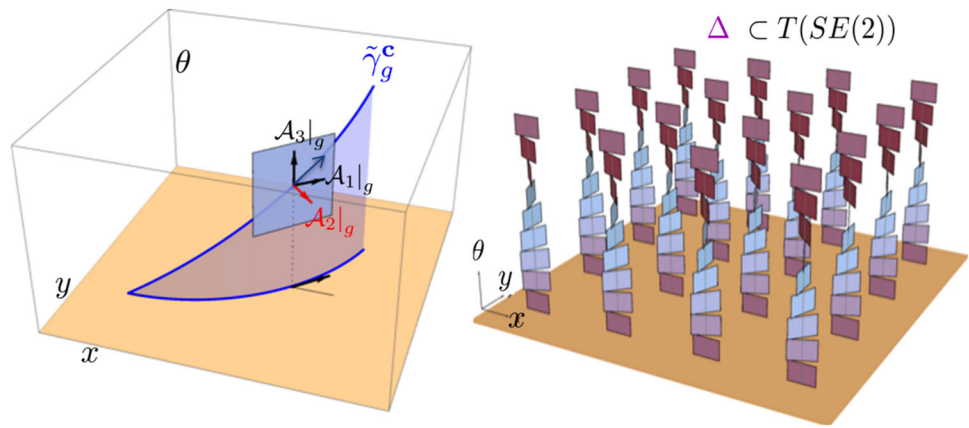 θ
γ̃_g^c
𝒜₃|_g
𝒜₁|_g
𝒜₂|_g
y
x
Δ ⊂ T(SE(2))
θ
y
x